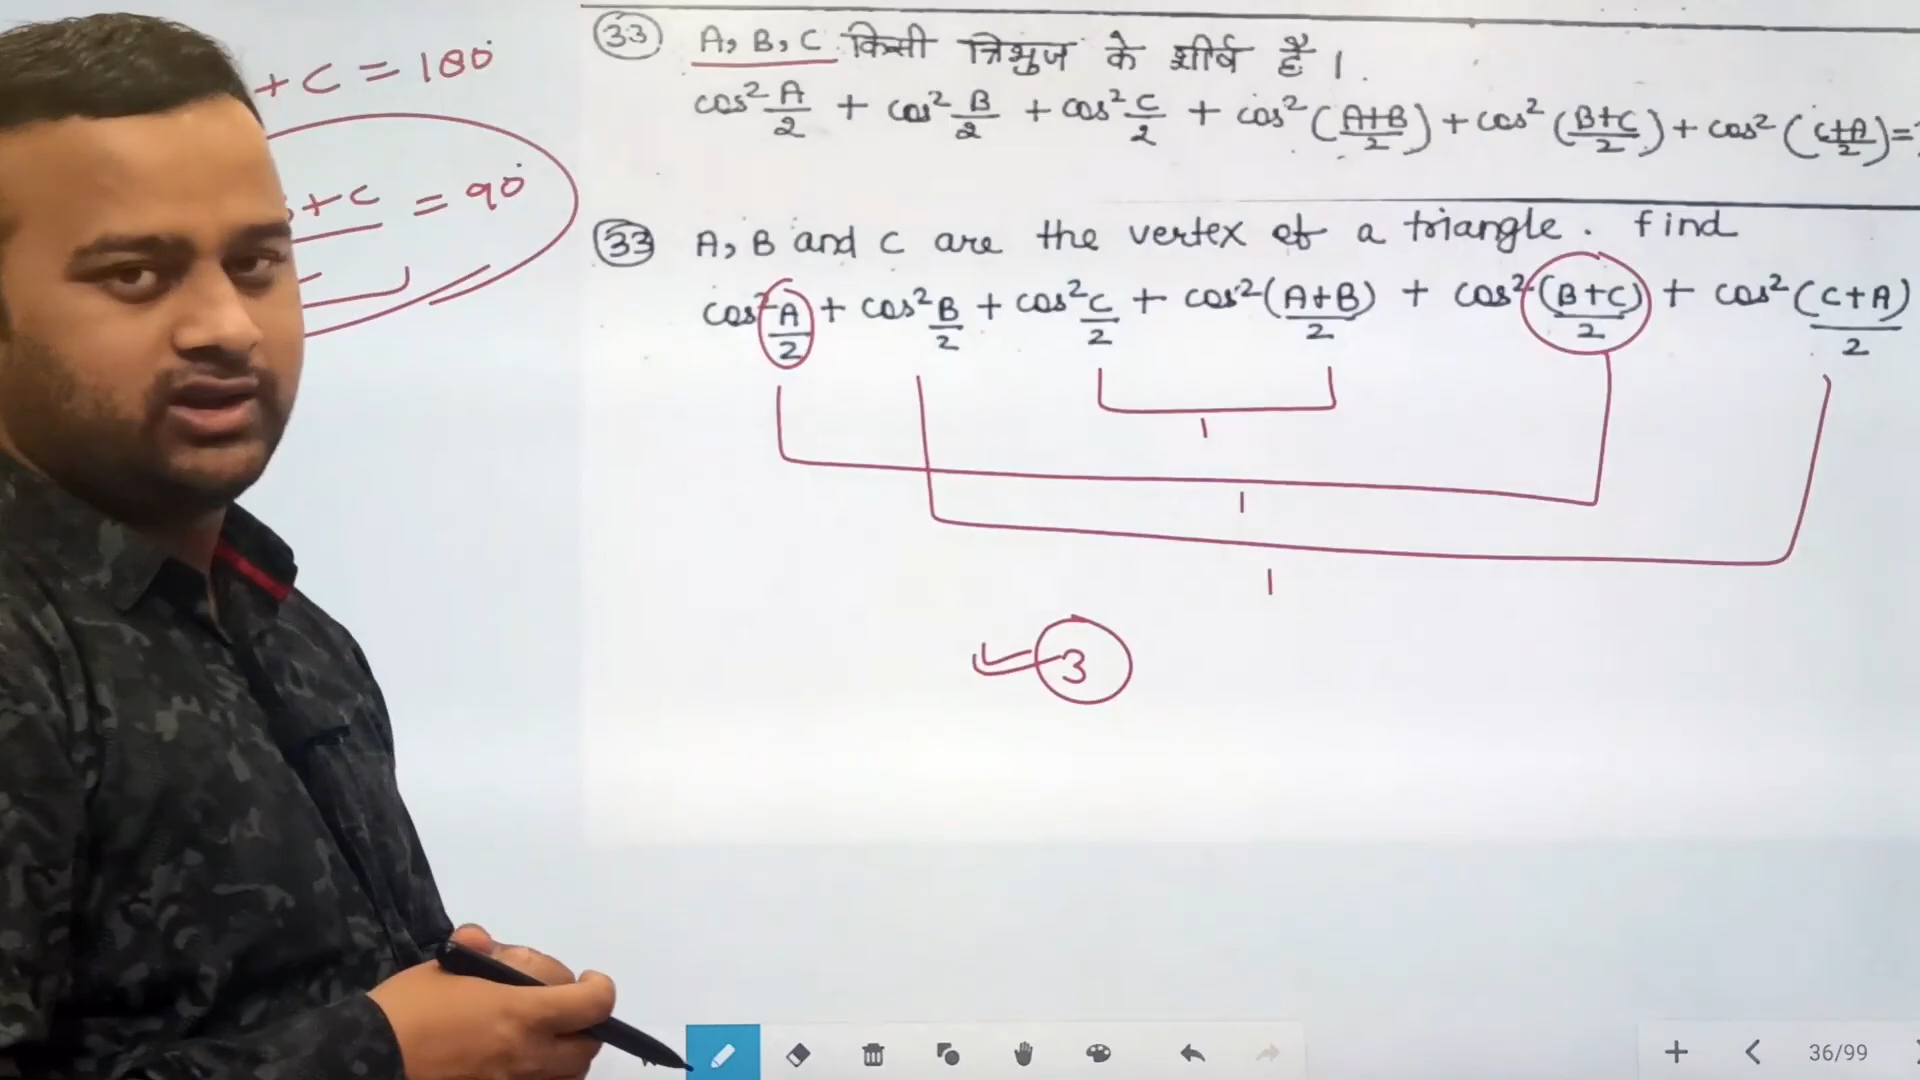 + C = 180°
+ C = 90°
(33) A, B, C किसी त्रिभुज के शीर्ष हैं।
cos² A/2 + cos² B/2 + cos² C/2 + cos² (A+B/2) + cos² (B+C/2) + cos² (C+A/2) =
(33) A, B and C are the vertex of a triangle. find
cos² A/2 + cos² B/2 + cos² C/2 + cos² (A+B)/2 + cos² (B+C)/2 + cos² (C+A)/2
1
1
1
3
36/99